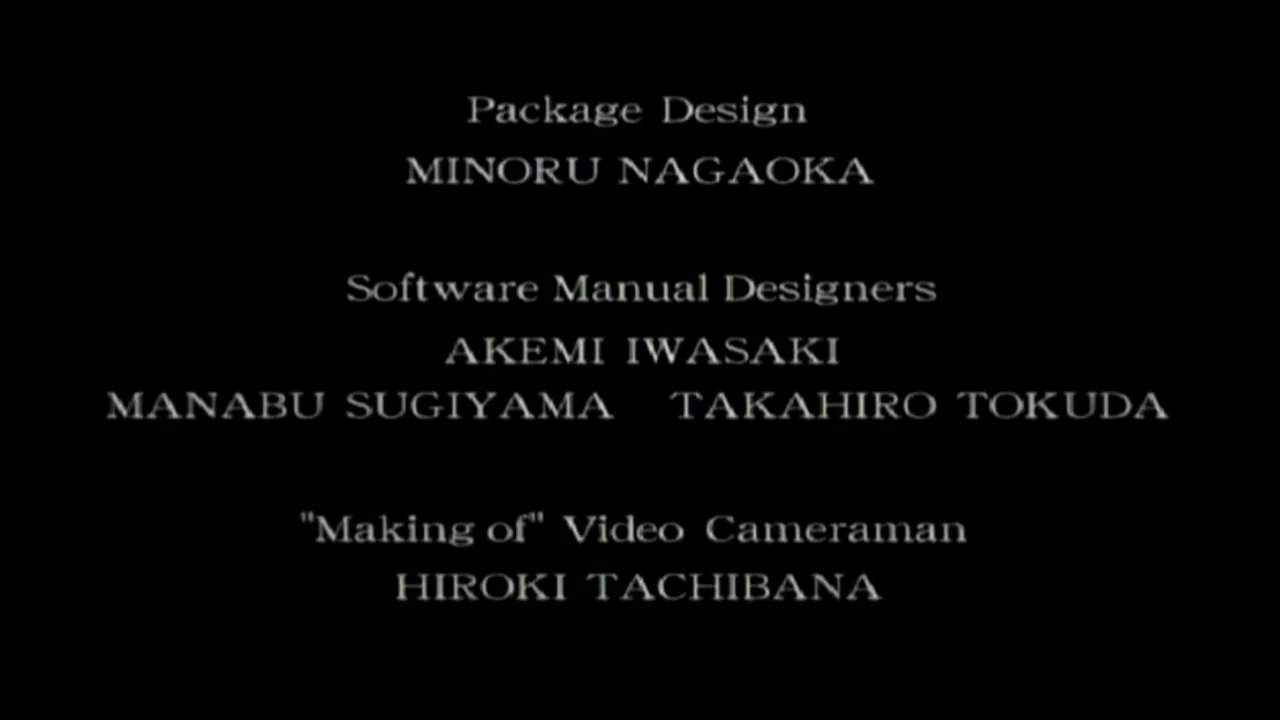 Package Design
MINORU NAGAOKA
Software Manual Designers
AKEMI IWASAKI
MANABU SUGIYAMA TAKAHIRO TOKUDA
"Making of" Video Cameraman
HIROKI TACHIBANA